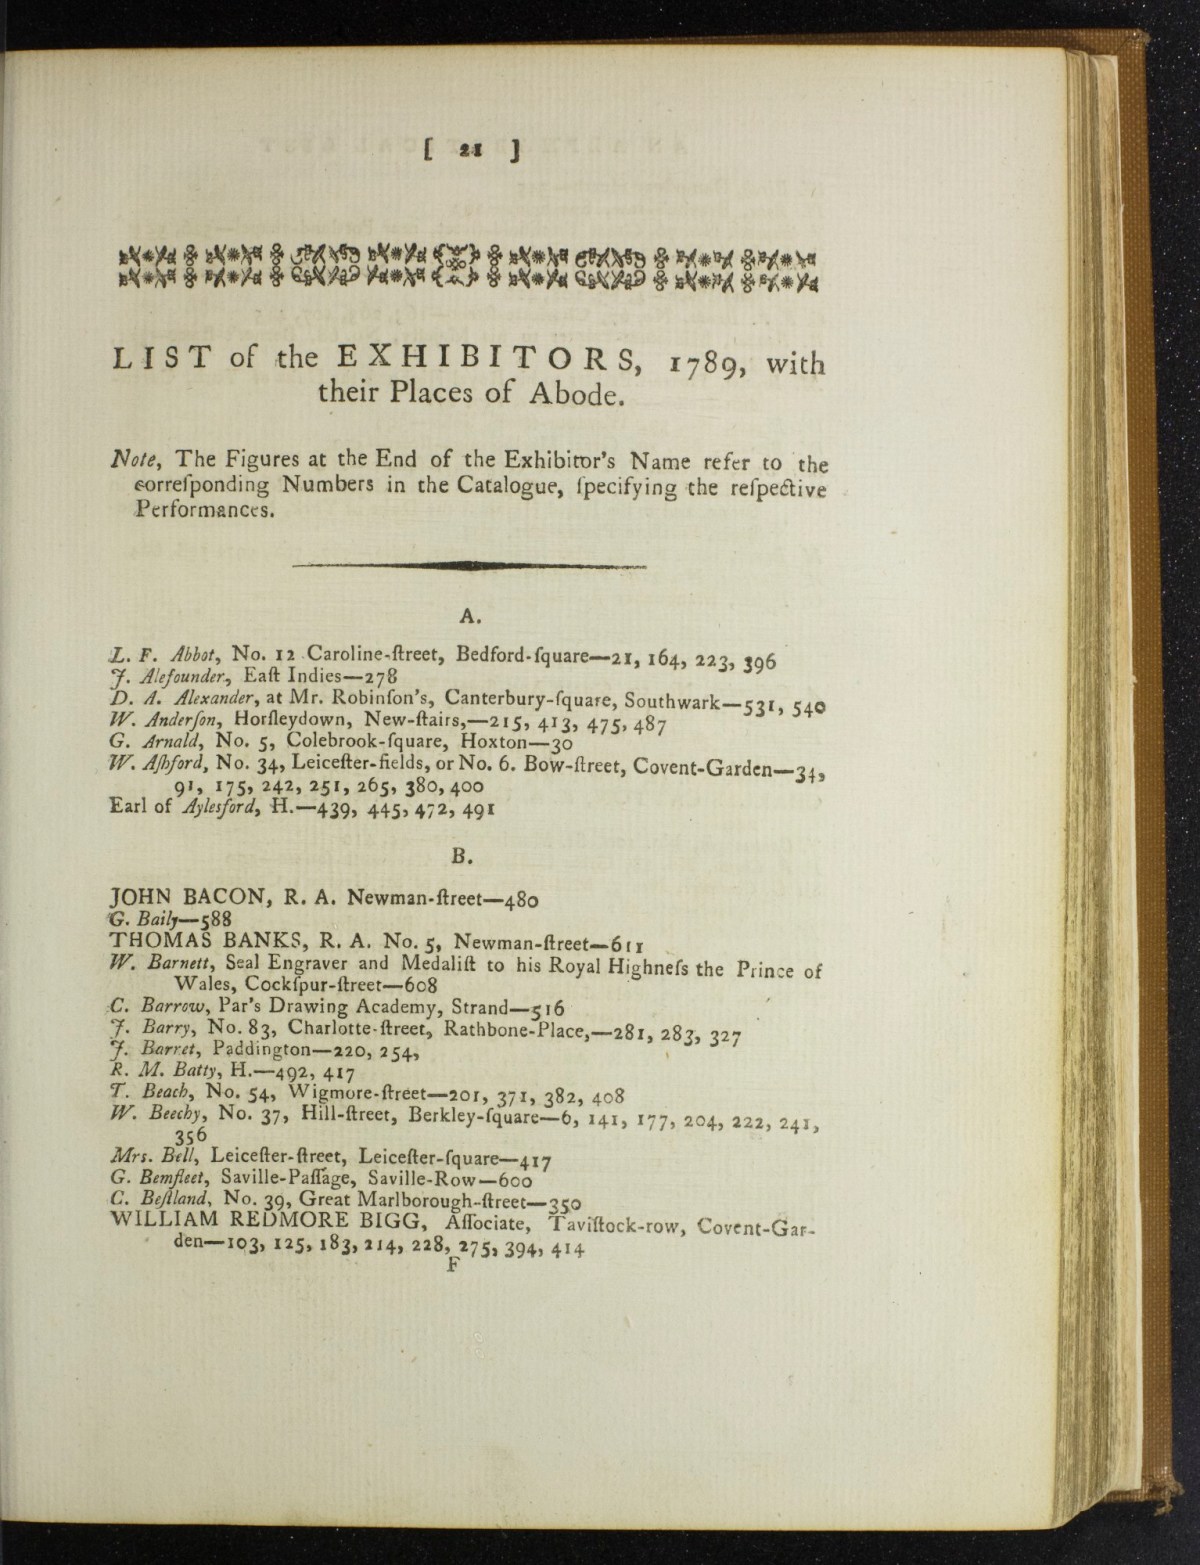 [ 21 ]
LIST of the EXHIBITORS, 1789, with
their Places of Abode.
Note, The Figures at the End of the Exhibitor's Name refer to the
correſponding Numbers in the Catalogue, ſpecifying the reſpective
Performances.
A.
L. F. Abbot, No. 12 Caroline-ſtreet, Bedford-ſquare—21, 164, 223, 396
J. Alefounder, Eaſt Indies—278
D. A. Alexander, at Mr. Robinſon's, Canterbury-ſquare, Southwark—531, 540
W. Anderſon, Horſleydown, New-ſtairs,—215, 413, 475, 487
G. Arnald, No. 5, Colebrook-ſquare, Hoxton—30
W. Aſhford, No. 34, Leiceſter-fields, or No. 6. Bow-ſtreet, Covent-Garden—34,
91, 175, 242, 251, 265, 380, 400
Earl of Aylesford, H.—439, 445, 472, 491
B.
JOHN BACON, R. A. Newman-ſtreet—480
G. Baily—588
THOMAS BANKS, R. A. No. 5, Newman-ſtreet—611
W. Barnett, Seal Engraver and Medaliſt to his Royal Highneſs the Prince of
Wales, Cockſpur-ſtreet—608
C. Barrow, Par's Drawing Academy, Strand—516
J. Barry, No. 83, Charlotte-ſtreet, Rathbone-Place,—281, 283, 327
J. Barret, Paddington—220, 254,
R. M. Batty, H.—492, 417
T. Beach, No. 54, Wigmore-ſtreet—201, 371, 382, 408
W. Beechy, No. 37, Hill-ſtreet, Berkley-ſquare—6, 141, 177, 204, 222, 241,
356
Mrs. Bell, Leiceſter-ſtreet, Leiceſter-ſquare—417
G. Bemfleet, Saville-Paſſage, Saville-Row—600
C. Beſtland, No. 39, Great Marlborough-ſtreet—350
WILLIAM REDMORE BIGG, Aſſociate, Taviſtock-row, Covent-Gar-
den—103, 125, 183, 214, 228, 275, 394, 414
F